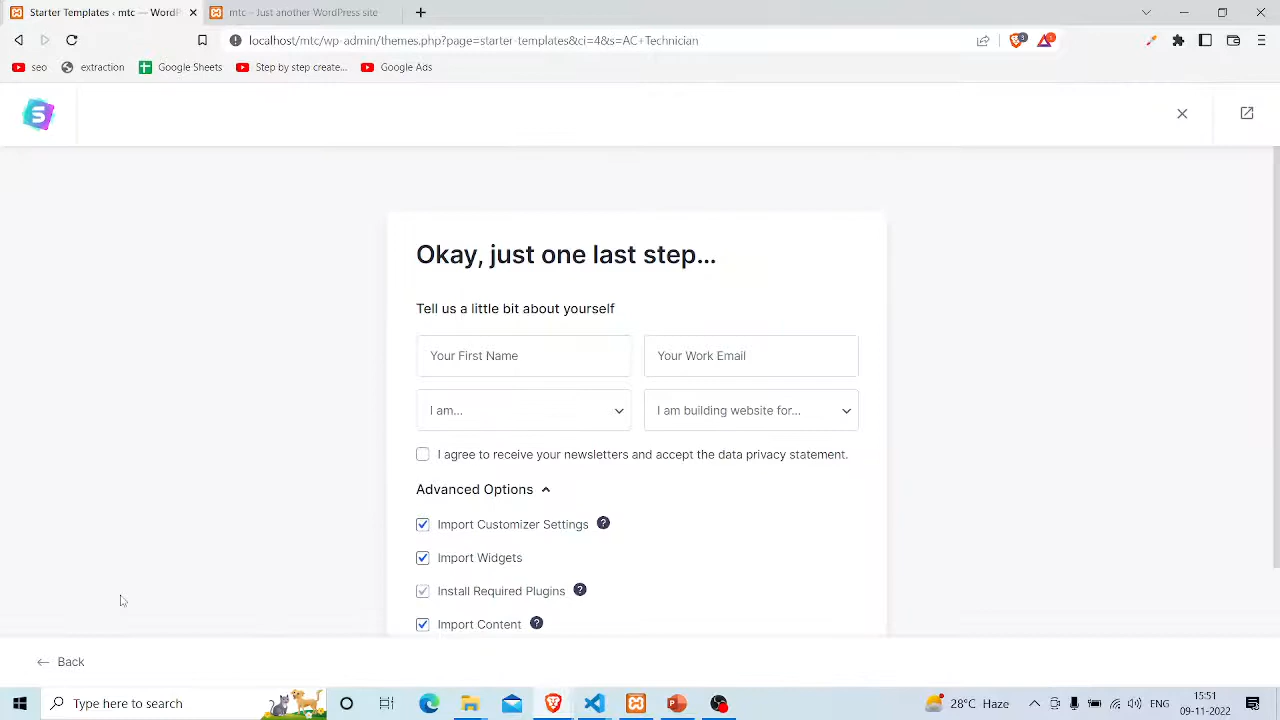 Starter Templates ‹ mtc — WordPr
mtc – Just another WordPress site
localhost/mtc/wp-admin/themes.php?page=starter-templates&ci=4&s=AC+Technician
seo
extraction
Google Sheets
Step by step create...
Google Ads
Okay, just one last step...
Tell us a little bit about yourself
Your First Name
Your Work Email
I am...
I am building website for...
I agree to receive your newsletters and accept the data privacy statement.
Advanced Options
Import Customizer Settings
Import Widgets
Install Required Plugins
Import Content
Back
Type here to search
28°C Haze
15:51
09-11-2022